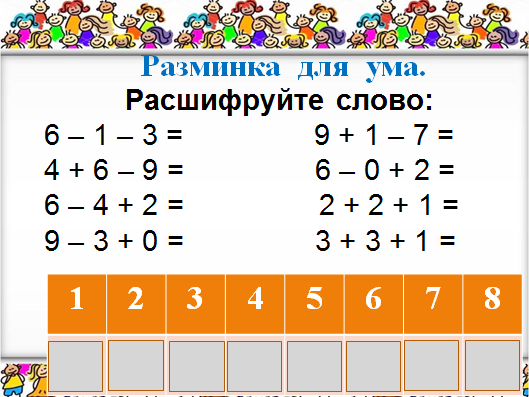 Разминка для ума.
Расшифруйте слово:
6 – 1 – 3 = 9 + 1 – 7 =
4 + 6 – 9 = 6 – 0 + 2 =
6 – 4 + 2 = 2 + 2 + 1 =
9 – 3 + 0 = 3 + 3 + 1 =
1 2 3 4 5 6 7 8